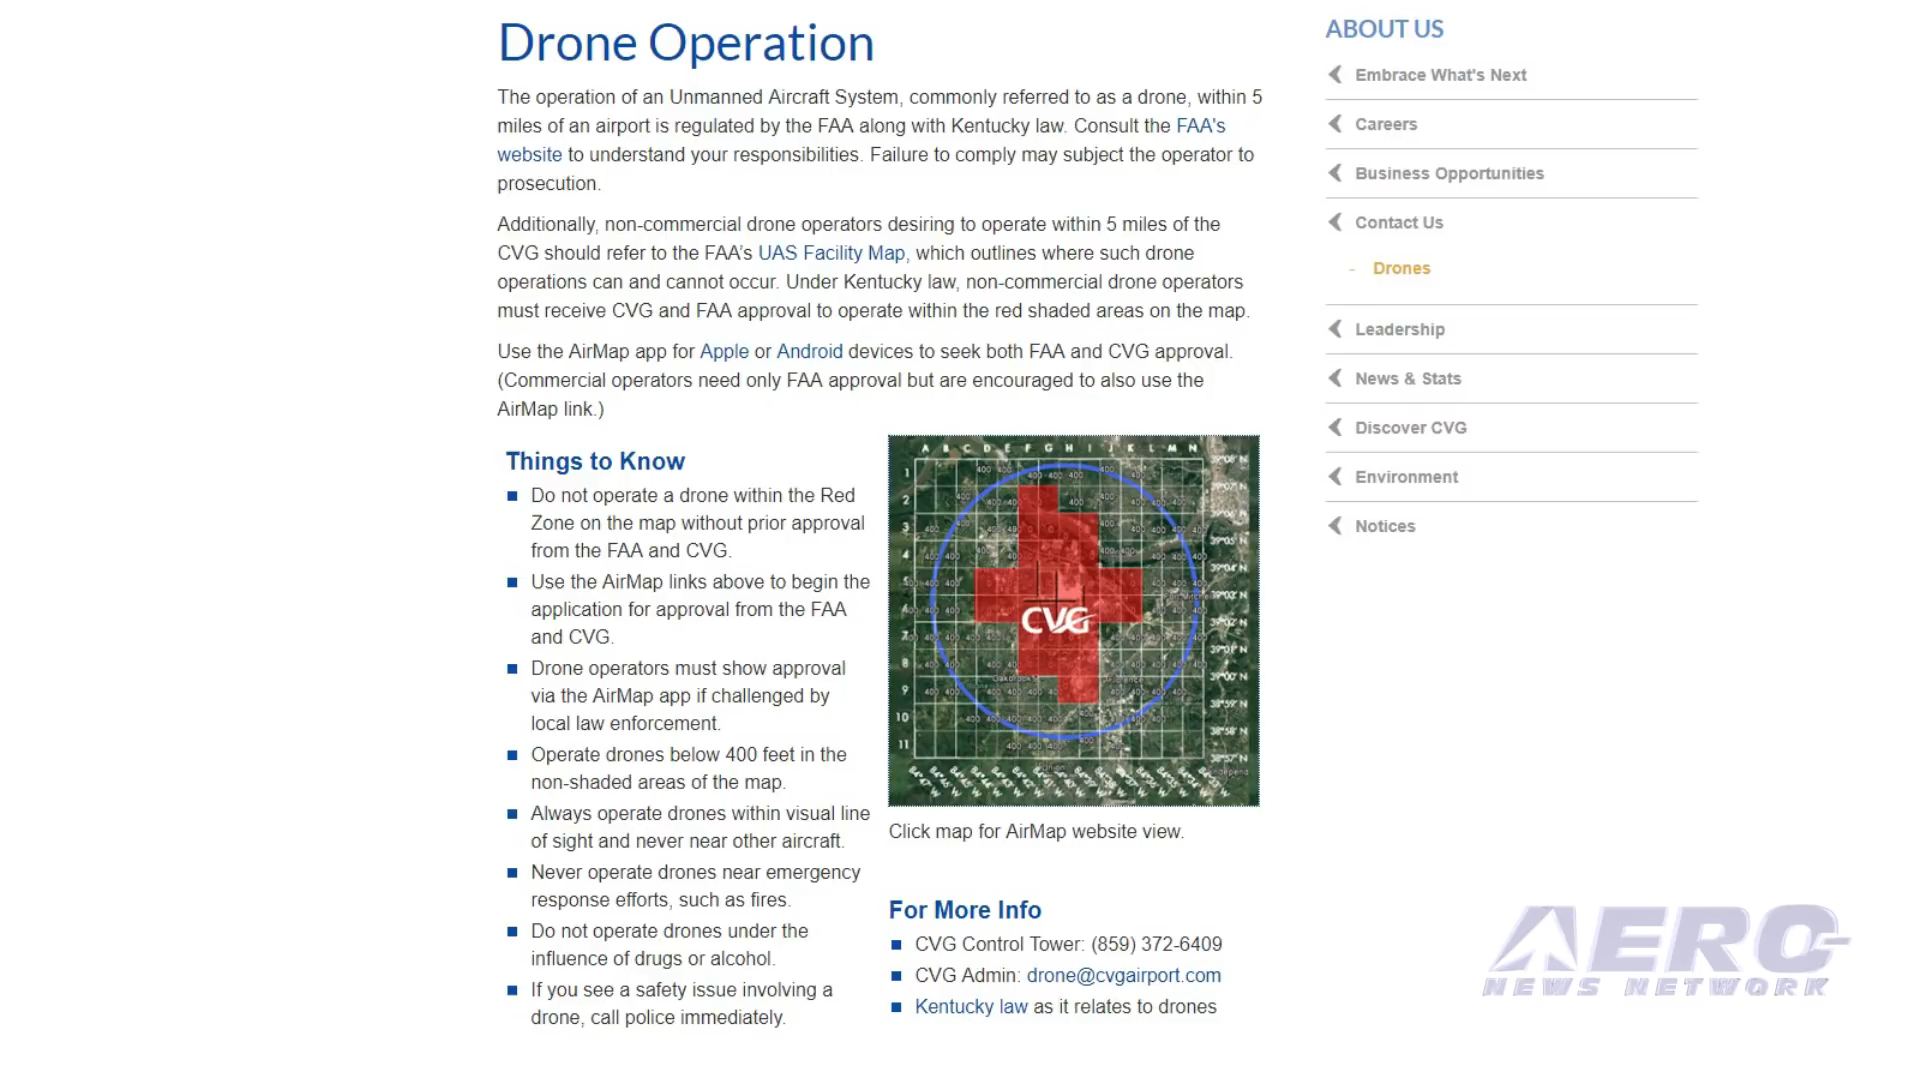 Drone Operation
The operation of an Unmanned Aircraft System, commonly referred to as a drone, within 5
miles of an airport is regulated by the FAA along with Kentucky law. Consult the FAA's
website to understand your responsibilities. Failure to comply may subject the operator to
prosecution.
Additionally, non-commercial drone operators desiring to operate within 5 miles of the
CVG should refer to the FAA's UAS Facility Map, which outlines where such drone
operations can and cannot occur. Under Kentucky law, non-commercial drone operators
must receive CVG and FAA approval to operate within the red shaded areas on the map.
Use the AirMap app for Apple or Android devices to seek both FAA and CVG approval.
(Commercial operators need only FAA approval but are encouraged to also use the
AirMap link.)
Things to Know
Do not operate a drone within the Red
Zone on the map without prior approval
from the FAA and CVG.
Use the AirMap links above to begin the
application for approval from the FAA
and CVG.
Drone operators must show approval
via the AirMap app if challenged by
local law enforcement.
Operate drones below 400 feet in the
non-shaded areas of the map.
Always operate drones within visual line
of sight and never near other aircraft.
Never operate drones near emergency
response efforts, such as fires.
Do not operate drones under the
influence of drugs or alcohol.
If you see a safety issue involving a
drone, call police immediately.
A B C D E F G H I J K L M N
1
2
3
4
5
6
7
8
9
10
11
CVG
Click map for AirMap website view.
For More Info
CVG Control Tower: (859) 372-6409
CVG Admin: drone@cvgairport.com
Kentucky law as it relates to drones
ABOUT US
Embrace What's Next
Careers
Business Opportunities
Contact Us
- Drones
Leadership
News & Stats
Discover CVG
Environment
Notices
AERO
NEWS NETWORK